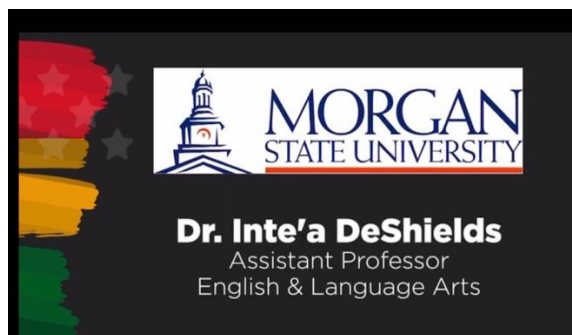 MORGAN
STATE UNIVERSITY
Dr. Inte'a DeShields
Assistant Professor
English & Language Arts